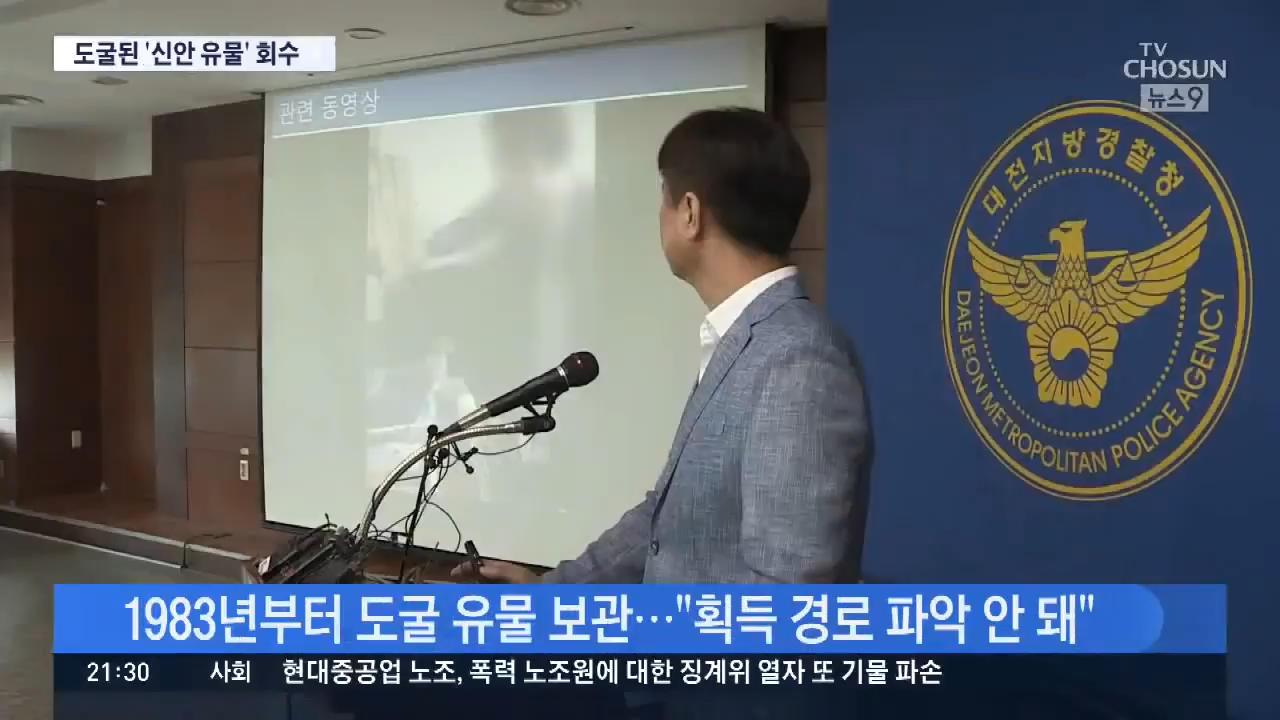 도굴된 '신안 유물' 회수
TV
CHOSUN
뉴스9
관련 동영상
대전지방경찰청
DAEJEON METROPOLITAN POLICE AGENCY
1983년부터 도굴 유물 보관…"획득 경로 파악 안 돼"
21:30 사회 현대중공업 노조, 폭력 노조원에 대한 징계위 열자 또 기물 파손